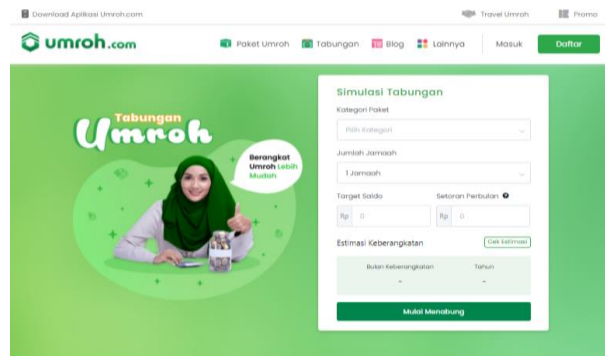 Download Aplikasi Umroh.com
Travel Umroh
Promo
umroh.com
Paket Umroh
Tabungan
Blog
Lainnya
Masuk
Daftar
Tabungan
Umroh
Berangkat
Umroh Lebih
Mudah
Simulasi Tabungan
Kategori Paket
Pilih Kategori
Jumlah Jamaah
1 Jamaah
Target Saldo
Setoran Perbulan
Rp 0
Rp 0
Estimasi Keberangkatan
Cek Estimasi
Bulan Keberangkatan
Tahun
-
-
Mulai Menabung